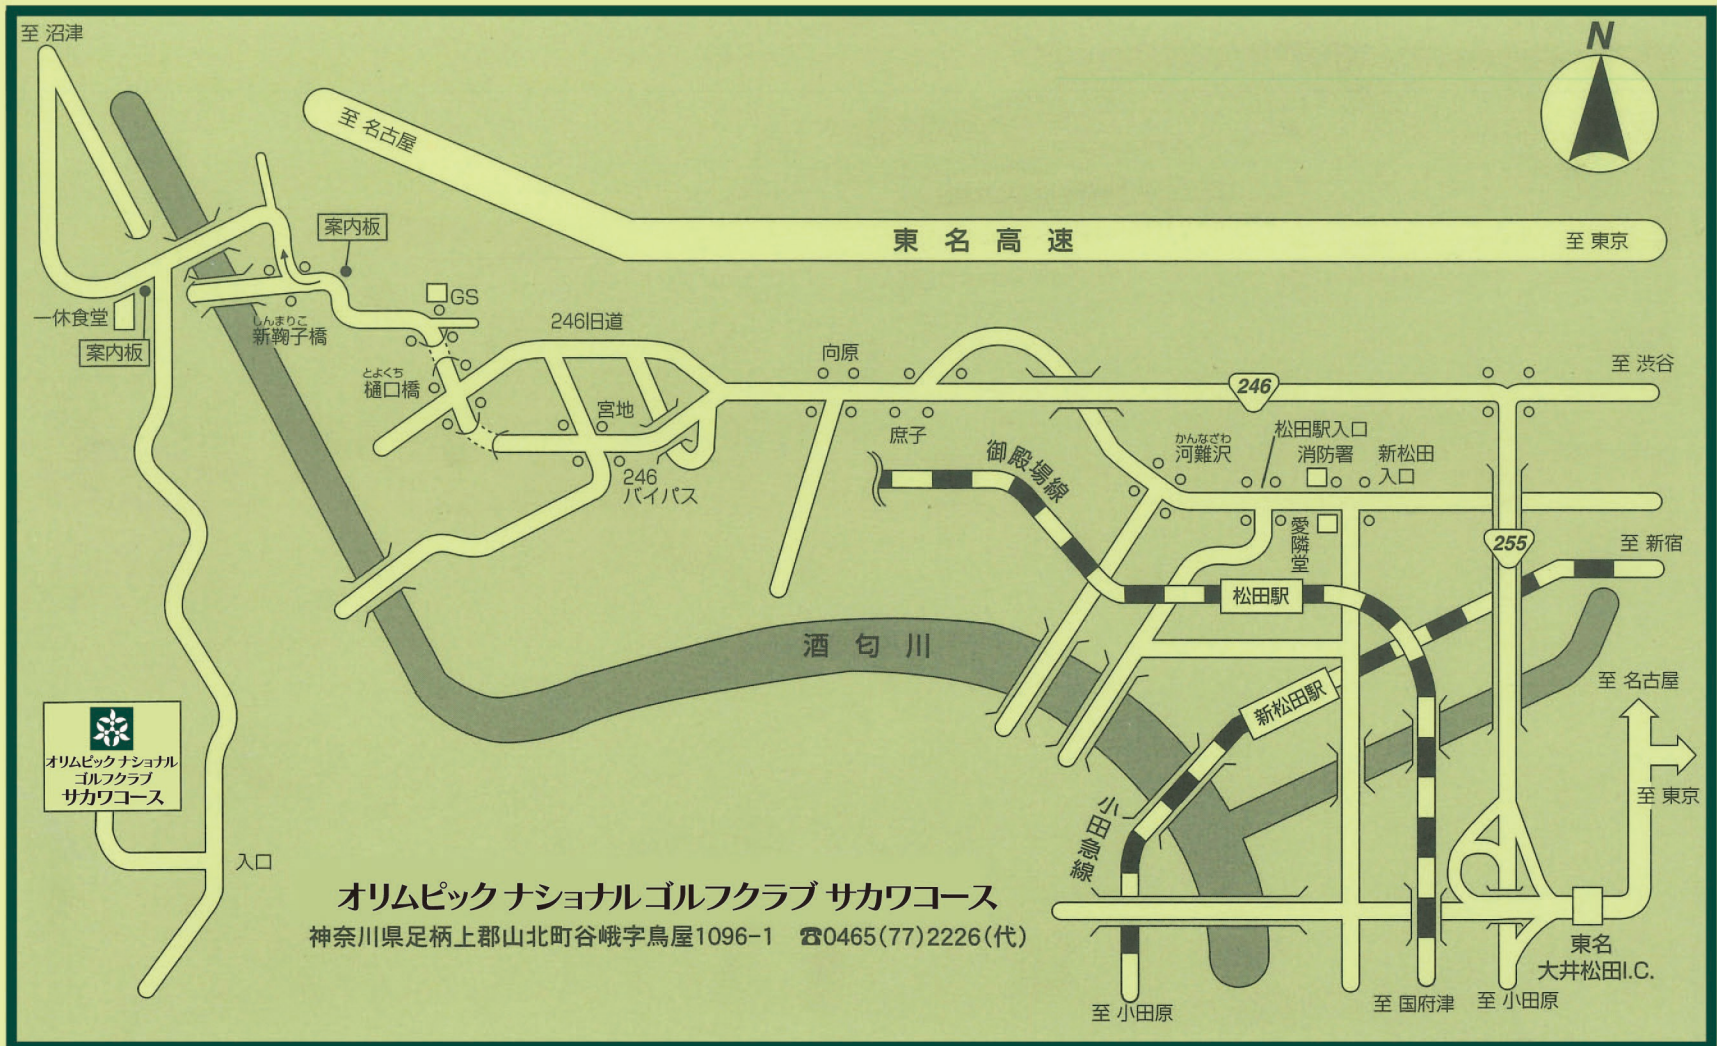 至 沼津
N
至 名古屋
東名高速
至 東京
案内板
GS
一休食堂
案内板
しんまりこ
新鞠子橋
246旧道
とよくち
樋口橋
宮地
246
バイパス
向原
庶子
246
至 渋谷
御殿場線
かんなざわ
河難沢
松田駅入口
消防署
新松田
入口
愛隣堂
255
至 新宿
松田駅
酒匂川
新松田駅
至 名古屋
至 東京
小田急線
オリムピック ナショナル
ゴルフクラブ
サカワコース
入口
オリムピック ナショナル ゴルフクラブ サカワコース
神奈川県足柄上郡山北町谷峨字鳥屋1096-1 ☎0465(77)2226(代)
東名
大井松田I.C.
至 小田原
至 国府津
至 小田原